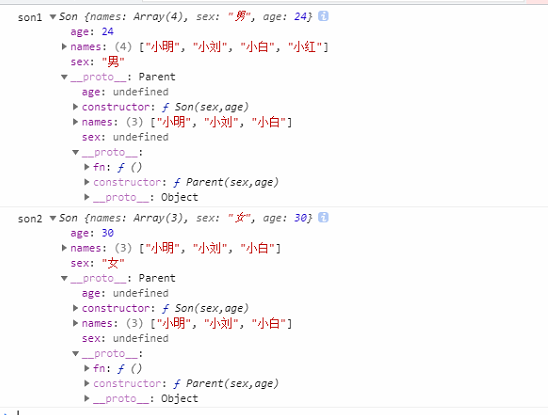 son1 ▼ Son {names: Array(4), sex: "男", age: 24} i
age: 24
▶ names: (4) ["小明", "小刘", "小白", "小红"]
sex: "男"
▼ __proto__: Parent
age: undefined
▶ constructor: ƒ Son(sex,age)
▶ names: (3) ["小明", "小刘", "小白"]
sex: undefined
▼ __proto__:
▶ fn: ƒ ()
▶ constructor: ƒ Parent(sex,age)
▶ __proto__: Object
son2 ▼ Son {names: Array(3), sex: "女", age: 30} i
age: 30
▶ names: (3) ["小明", "小刘", "小白"]
sex: "女"
▼ __proto__: Parent
age: undefined
▶ constructor: ƒ Son(sex,age)
▶ names: (3) ["小明", "小刘", "小白"]
sex: undefined
▼ __proto__:
▶ fn: ƒ ()
▶ constructor: ƒ Parent(sex,age)
▶ __proto__: Object